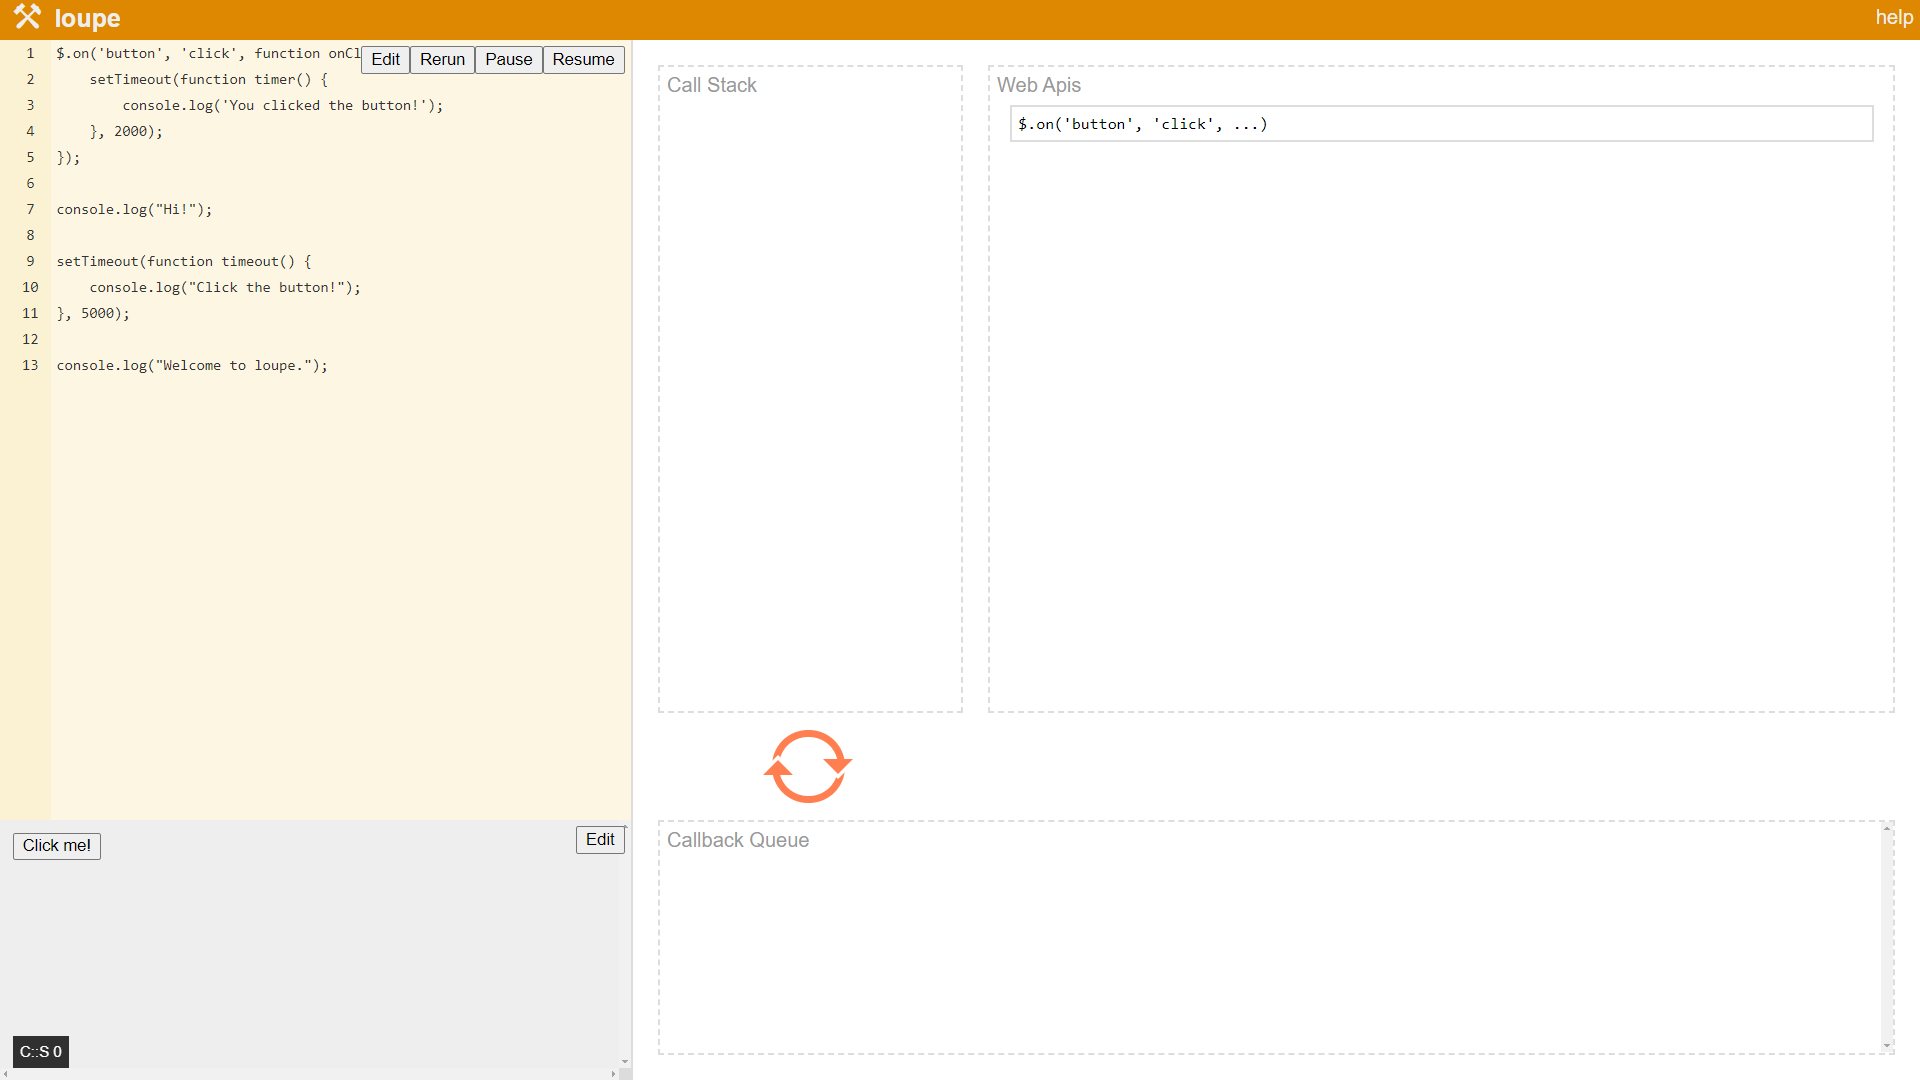 loupe
help
1 $.on('button', 'click', function onCl
Edit Rerun Pause Resume
2 setTimeout(function timer() {
3 console.log('You clicked the button!');
4 }, 2000);
5 });
6
7 console.log("Hi!");
8
9 setTimeout(function timeout() {
10 console.log("Click the button!");
11 }, 5000);
12
13 console.log("Welcome to loupe.");
Click me!
Edit
C::S 0
Call Stack
Web Apis
$.on('button', 'click', ...)
Callback Queue